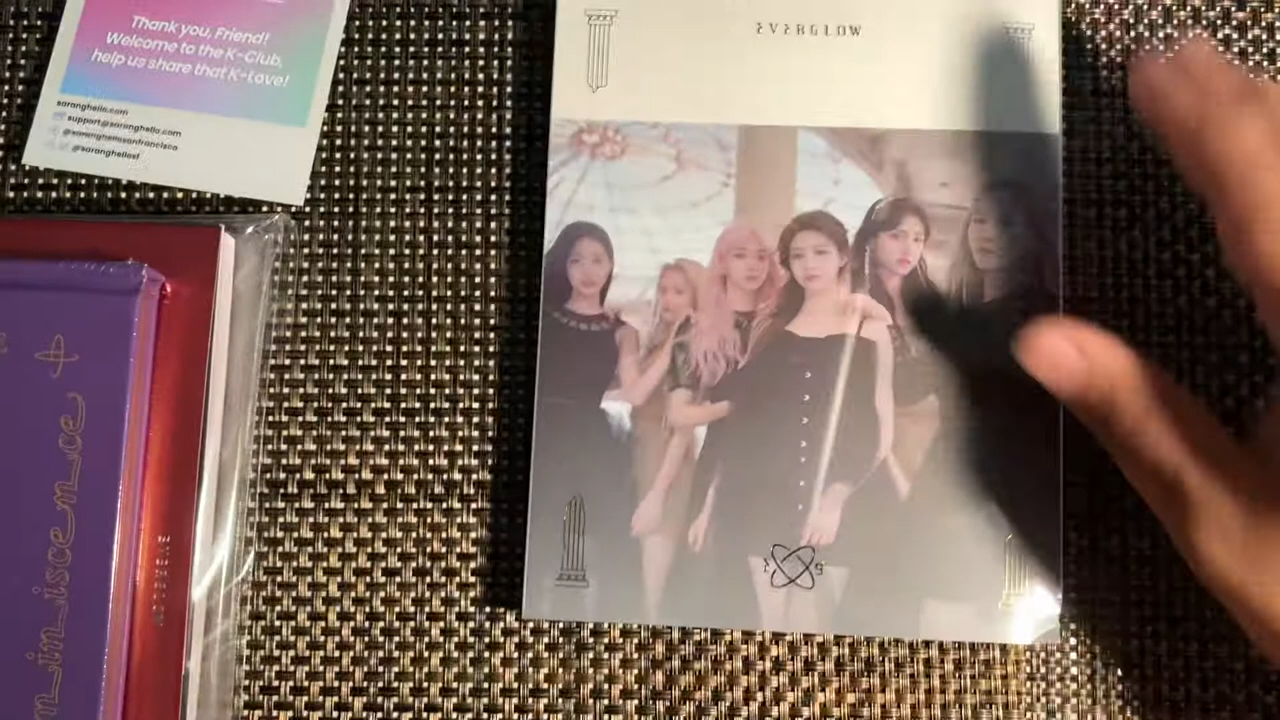 Thank you, Friend!
Welcome to the K-Club,
help us share that K-Love!
saranghello.com
support@saranghello.com
@saranghellosanfrancisco
@saranghellosf
EVERGLOW
EVERGLOW